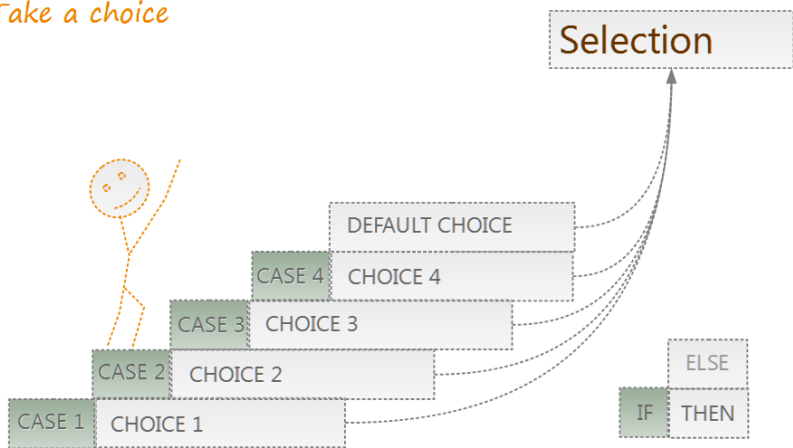 Take a choice
Selection
DEFAULT CHOICE
CASE 4 CHOICE 4
CASE 3 CHOICE 3
CASE 2 CHOICE 2
CASE 1 CHOICE 1
ELSE
IF THEN